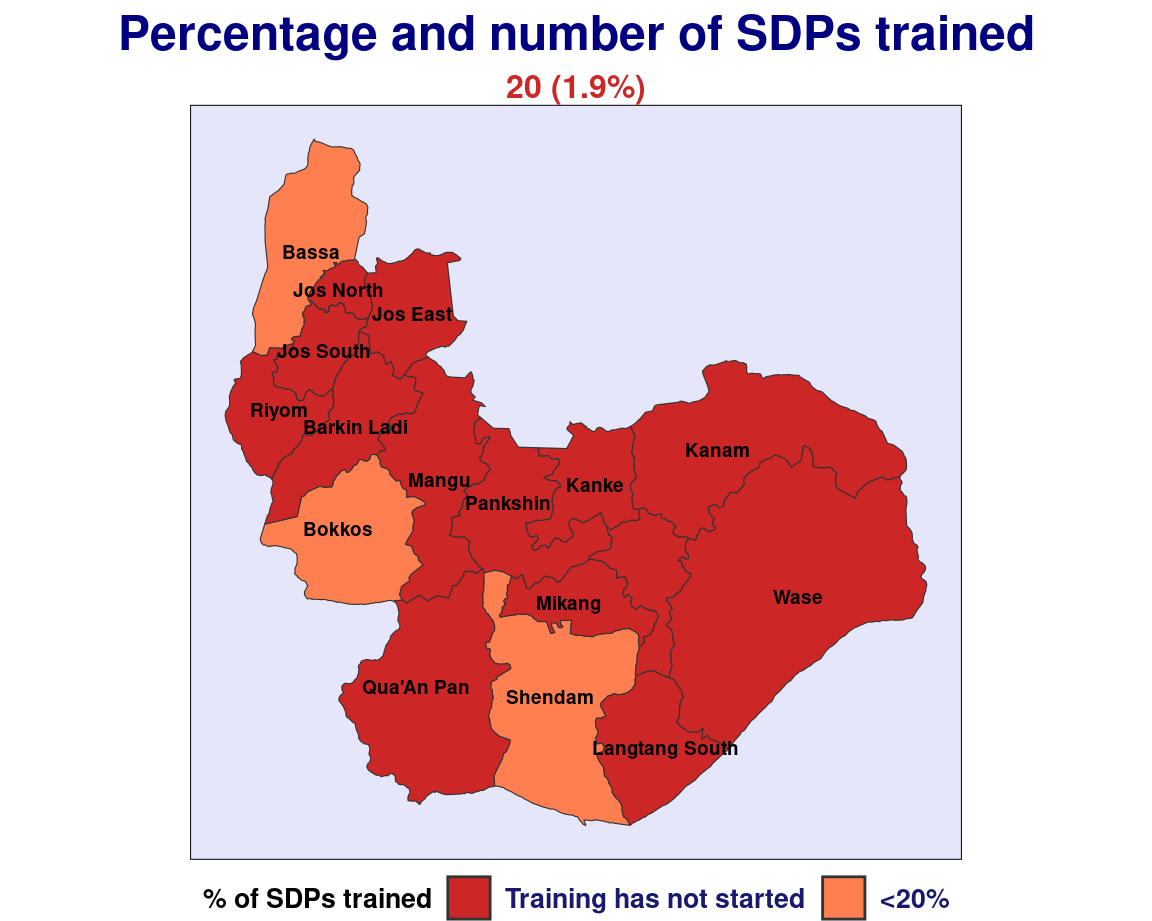 Percentage and number of SDPs trained
20 (1.9%)
Bassa
Jos North
Jos East
Jos South
Riyom
Barkin Ladi
Kanam
Mangu
Kanke
Pankshin
Bokkos
Wase
Mikang
Qua'An Pan
Shendam
Langtang South
% of SDPs trained Training has not started <20%